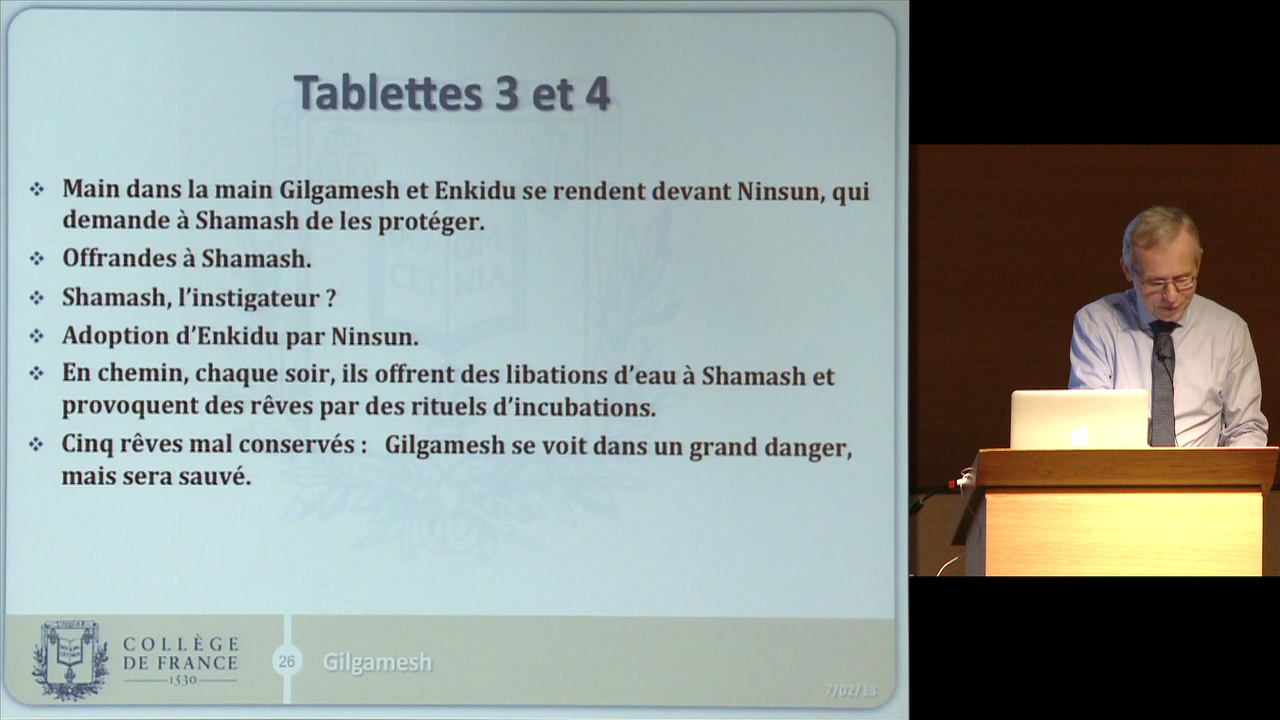 Tablettes 3 et 4
❖ Main dans la main Gilgamesh et Enkidu se rendent devant Ninsun, qui
demande à Shamash de les protéger.
❖ Offrandes à Shamash.
❖ Shamash, l'instigateur ?
❖ Adoption d'Enkidu par Ninsun.
❖ En chemin, chaque soir, ils offrent des libations d'eau à Shamash et
provoquent des rêves par des rituels d'incubations.
❖ Cinq rêves mal conservés : Gilgamesh se voit dans un grand danger,
mais sera sauvé.
COLLÈGE
DE FRANCE
1530
26
Gilgamesh
7/02/13